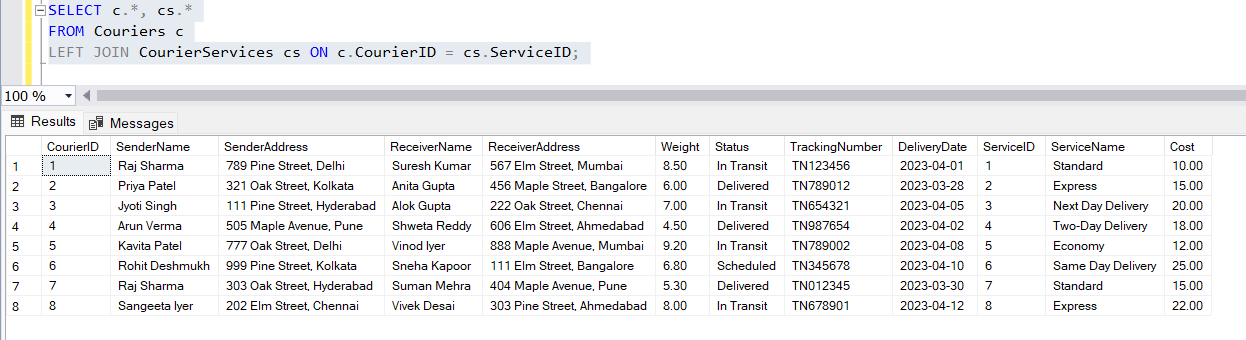 SELECT c.*, cs.*
FROM Couriers c
LEFT JOIN CourierServices cs ON c.CourierID = cs.ServiceID;
100 %
Results Messages
CourierID SenderName SenderAddress ReceiverName ReceiverAddress Weight Status TrackingNumber DeliveryDate ServiceID ServiceName Cost
1 1 Raj Sharma 789 Pine Street, Delhi Suresh Kumar 567 Elm Street, Mumbai 8.50 In Transit TN123456 2023-04-01 1 Standard 10.00
2 2 Priya Patel 321 Oak Street, Kolkata Anita Gupta 456 Maple Street, Bangalore 6.00 Delivered TN789012 2023-03-28 2 Express 15.00
3 3 Jyoti Singh 111 Pine Street, Hyderabad Alok Gupta 222 Oak Street, Chennai 7.00 In Transit TN654321 2023-04-05 3 Next Day Delivery 20.00
4 4 Arun Verma 505 Maple Avenue, Pune Shweta Reddy 606 Elm Street, Ahmedabad 4.50 Delivered TN987654 2023-04-02 4 Two-Day Delivery 18.00
5 5 Kavita Patel 777 Oak Street, Delhi Vinod Iyer 888 Maple Avenue, Mumbai 9.20 In Transit TN789002 2023-04-08 5 Economy 12.00
6 6 Rohit Deshmukh 999 Pine Street, Kolkata Sneha Kapoor 111 Elm Street, Bangalore 6.80 Scheduled TN345678 2023-04-10 6 Same Day Delivery 25.00
7 7 Raj Sharma 303 Oak Street, Hyderabad Suman Mehra 404 Maple Avenue, Pune 5.30 Delivered TN012345 2023-03-30 7 Standard 15.00
8 8 Sangeeta Iyer 202 Elm Street, Chennai Vivek Desai 303 Pine Street, Ahmedabad 8.00 In Transit TN678901 2023-04-12 8 Express 22.00